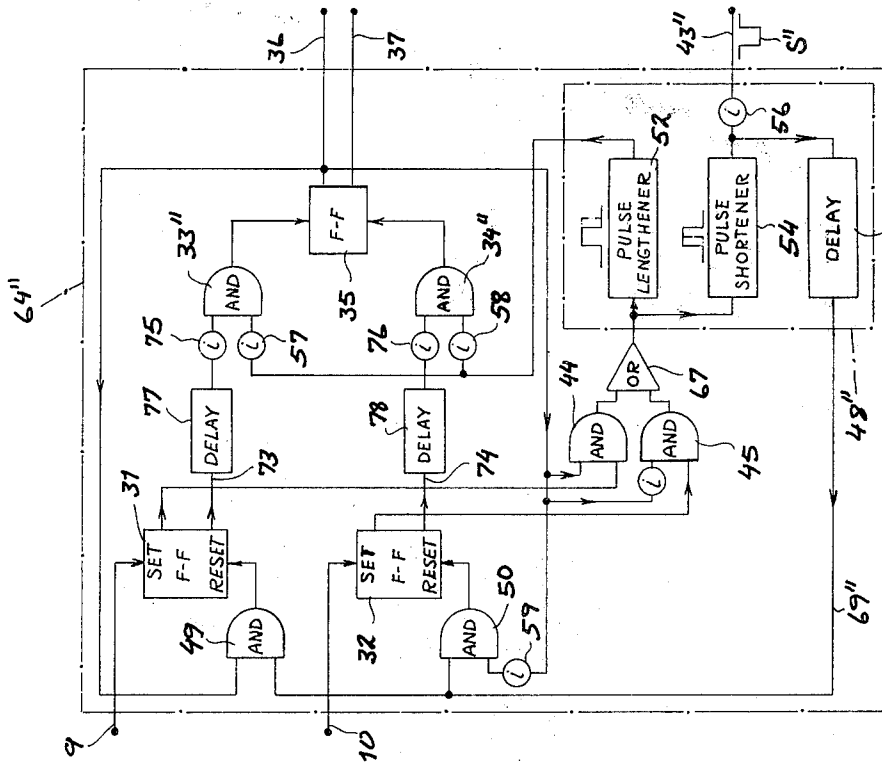 64"
36
37
43"
S"
9
10
31
SET
F-F
RESET
49
AND
73
77
DELAY
75
i
57
i
33"
AND
F-F
35
32
SET
F-F
RESET
50
AND
59
i
74
78
DELAY
76
i
58
i
34"
AND
44
AND
45
AND
i
OR
67
52
PULSE
LENGTHENER
54
PULSE
SHORTENER
56
i
DELAY
48"
69"